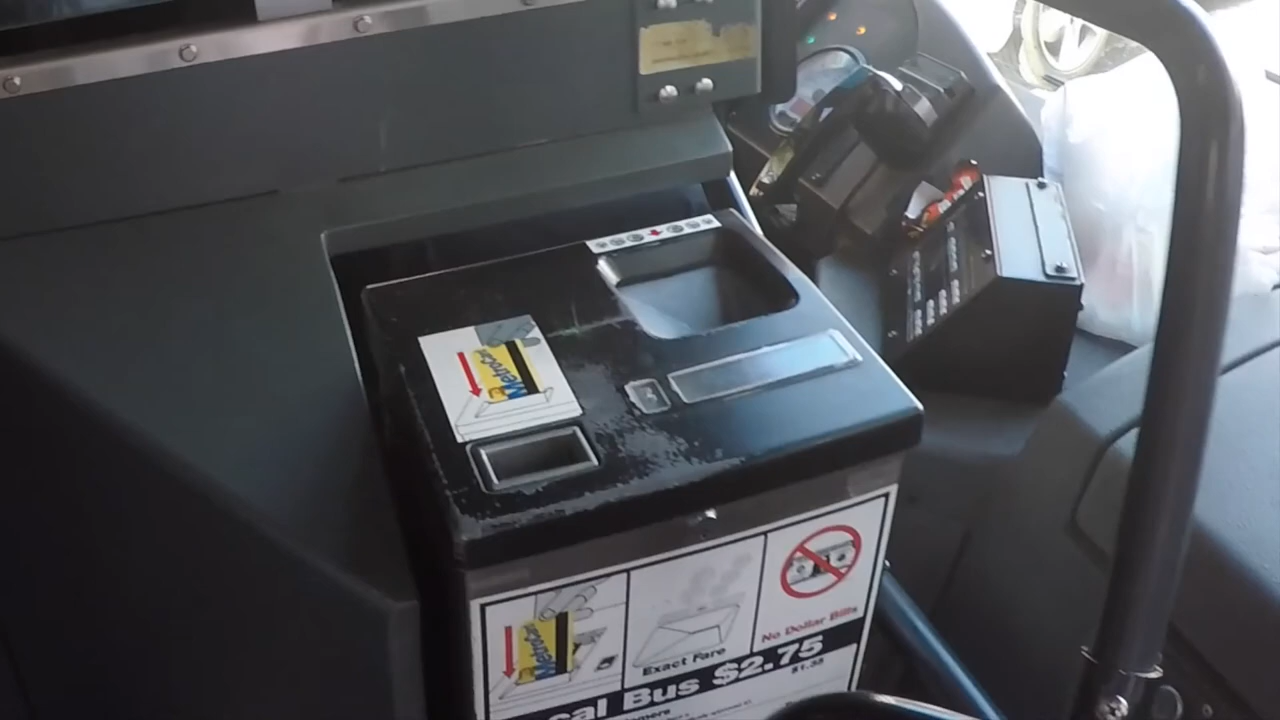 MetroCard
MetroCard
Exact Fare
No Dollar Bills
cal Bus $2.75
$1.35